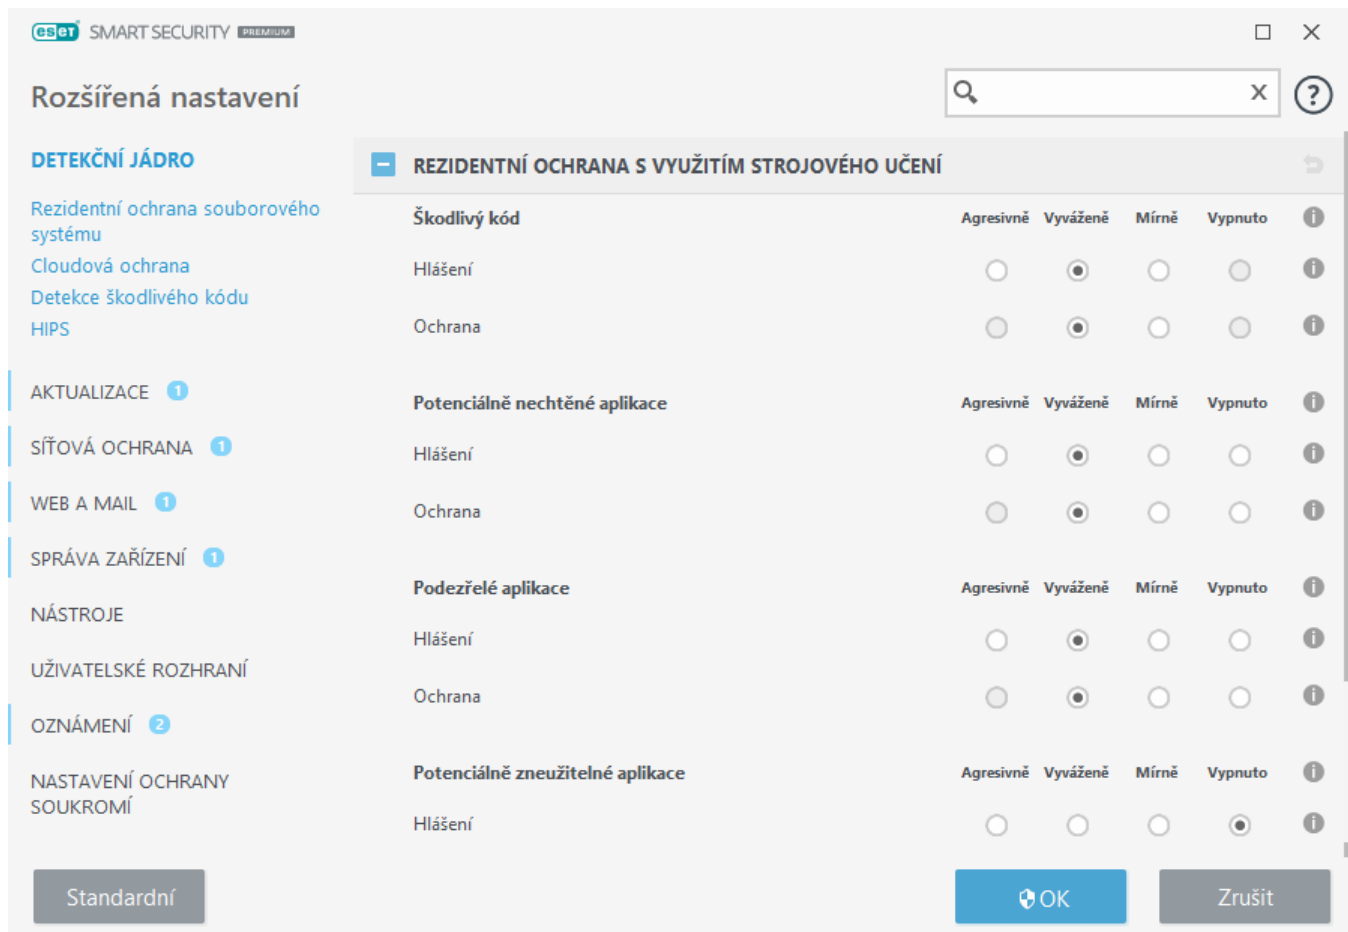 eset SMART SECURITY PREMIUM
Rozšířená nastavení
x
?
DETEKČNÍ JÁDRO
Rezidentní ochrana souborového
systému
Cloudová ochrana
Detekce škodlivého kódu
HIPS
AKTUALIZACE 1
SÍŤOVÁ OCHRANA 1
WEB A MAIL 1
SPRÁVA ZAŘÍZENÍ 1
NÁSTROJE
UŽIVATELSKÉ ROZHRANÍ
OZNÁMENÍ 2
NASTAVENÍ OCHRANY
SOUKROMÍ
REZIDENTNÍ OCHRANA S VYUŽITÍM STROJOVÉHO UČENÍ
Škodlivý kód Agresivně Vyváženě Mírně Vypnuto
Hlášení
Ochrana
Potenciálně nechtěné aplikace Agresivně Vyváženě Mírně Vypnuto
Hlášení
Ochrana
Podezřelé aplikace Agresivně Vyváženě Mírně Vypnuto
Hlášení
Ochrana
Potenciálně zneužitelné aplikace Agresivně Vyváženě Mírně Vypnuto
Hlášení
Standardní
OK
Zrušit